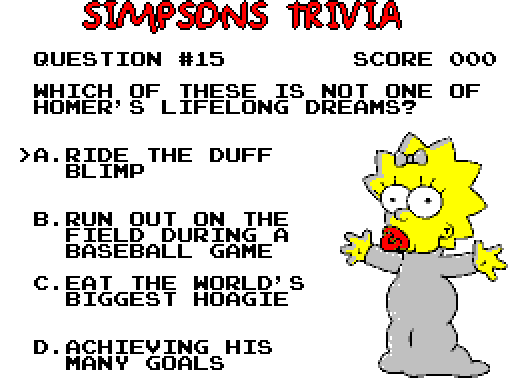 SIMPSONS TRIVIA
QUESTION #15 SCORE 000
WHICH OF THESE IS NOT ONE OF
HOMER'S LIFELONG DREAMS?
>A.RIDE THE DUFF
BLIMP
B.RUN OUT ON THE
FIELD DURING A
BASEBALL GAME
C.EAT THE WORLD'S
BIGGEST HOAGIE
D.ACHIEVING HIS
MANY GOALS